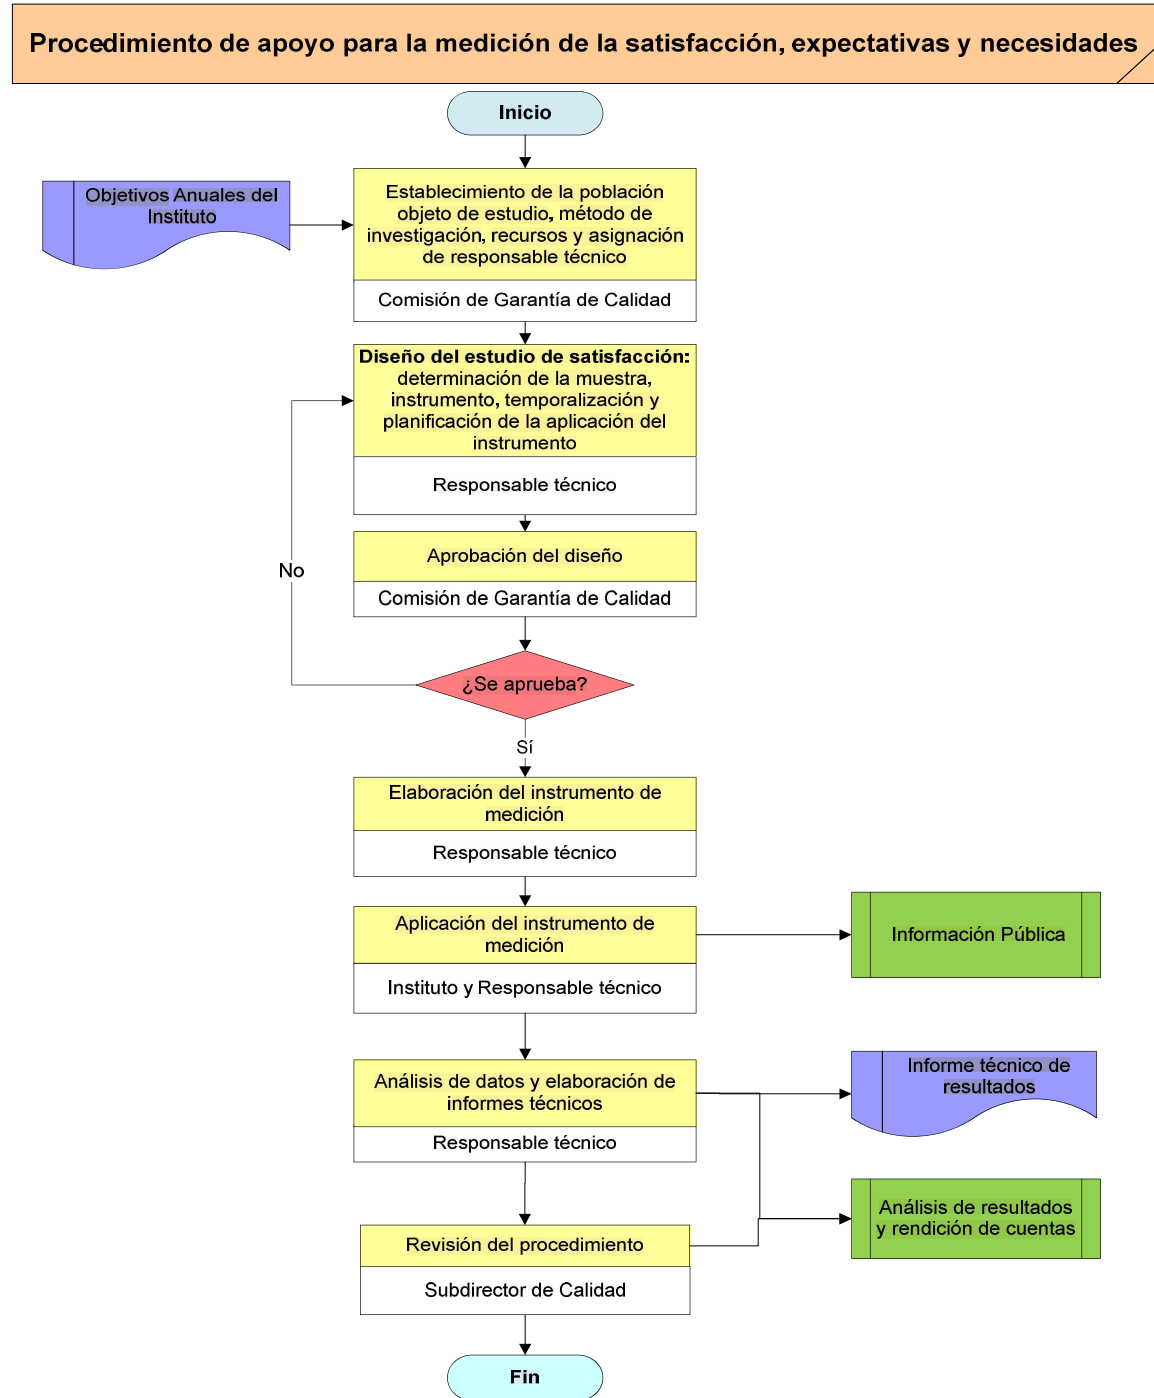 Procedimiento de apoyo para la medición de la satisfacción, expectativas y necesidades
Inicio
Objetivos Anuales del
Instituto
Establecimiento de la población
objeto de estudio, método de
investigación, recursos y asignación
de responsable técnico
Comisión de Garantía de Calidad
Diseño del estudio de satisfacción:
determinación de la muestra,
instrumento, temporalización y
planificación de la aplicación del
instrumento
Responsable técnico
Aprobación del diseño
Comisión de Garantía de Calidad
No
¿Se aprueba?
Sí
Elaboración del instrumento de
medición
Responsable técnico
Aplicación del instrumento de
medición
Instituto y Responsable técnico
Información Pública
Análisis de datos y elaboración de
informes técnicos
Responsable técnico
Informe técnico de
resultados
Análisis de resultados
y rendición de cuentas
Revisión del procedimiento
Subdirector de Calidad
Fin